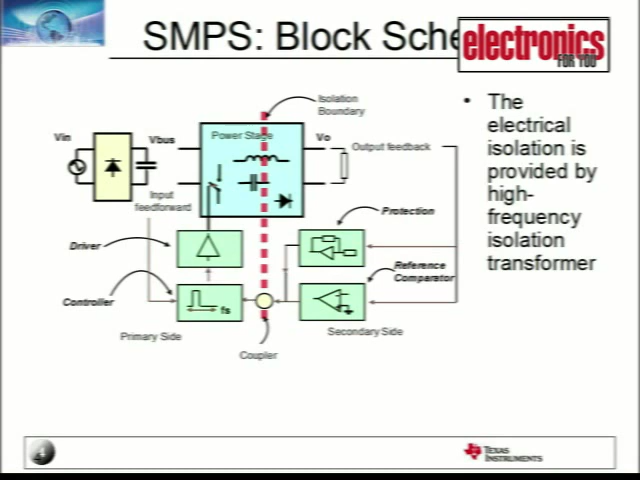 SMPS: Block Sche
electronics
FOR YOU
Isolation
Boundary
Vin
Vbus
Power Stage
Vo
Output feedback
Input
feedforward
Protection
Driver
Reference
Comparator
Controller
fs
Primary Side
Secondary Side
Coupler
• The
electrical
isolation is
provided by
high-
frequency
isolation
transformer
TEXAS
INSTRUMENTS